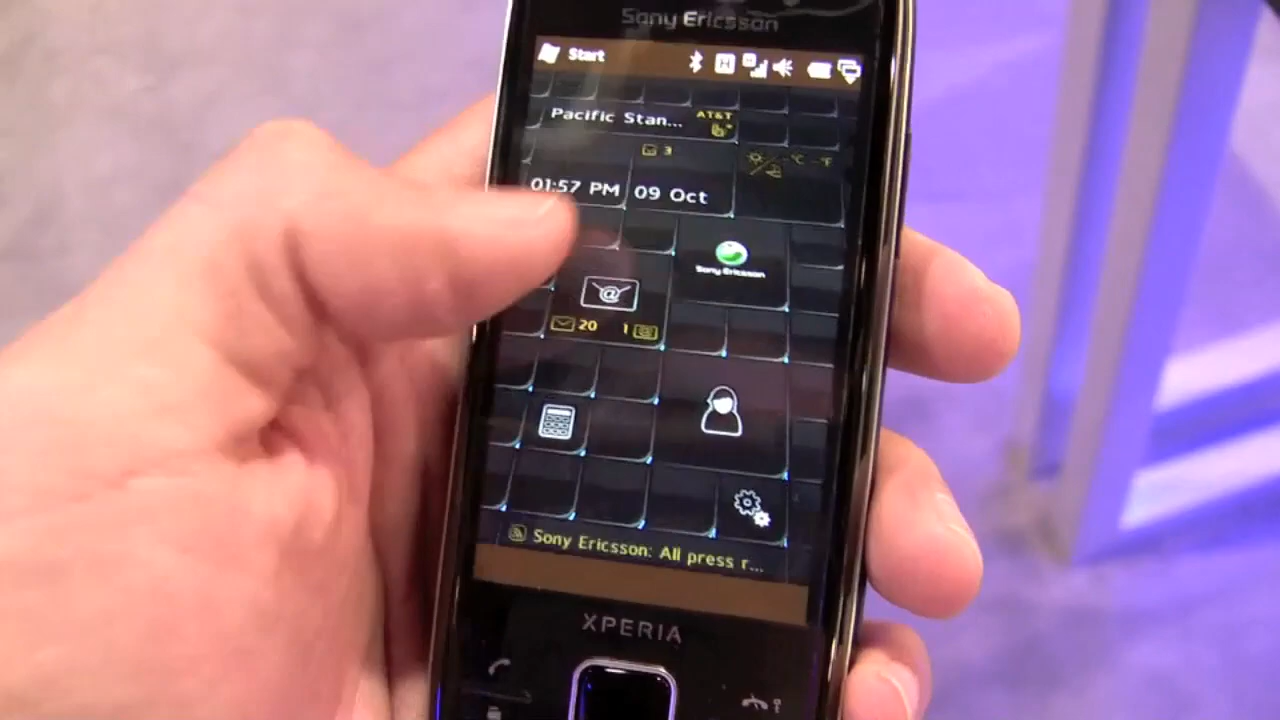 Sony Ericsson
Start
H
Pacific Stan...
AT&T
3
°C °F
01:57 PM
09 Oct
Sony Ericsson
@
20
1
Sony Ericsson: All press r...
XPERIA